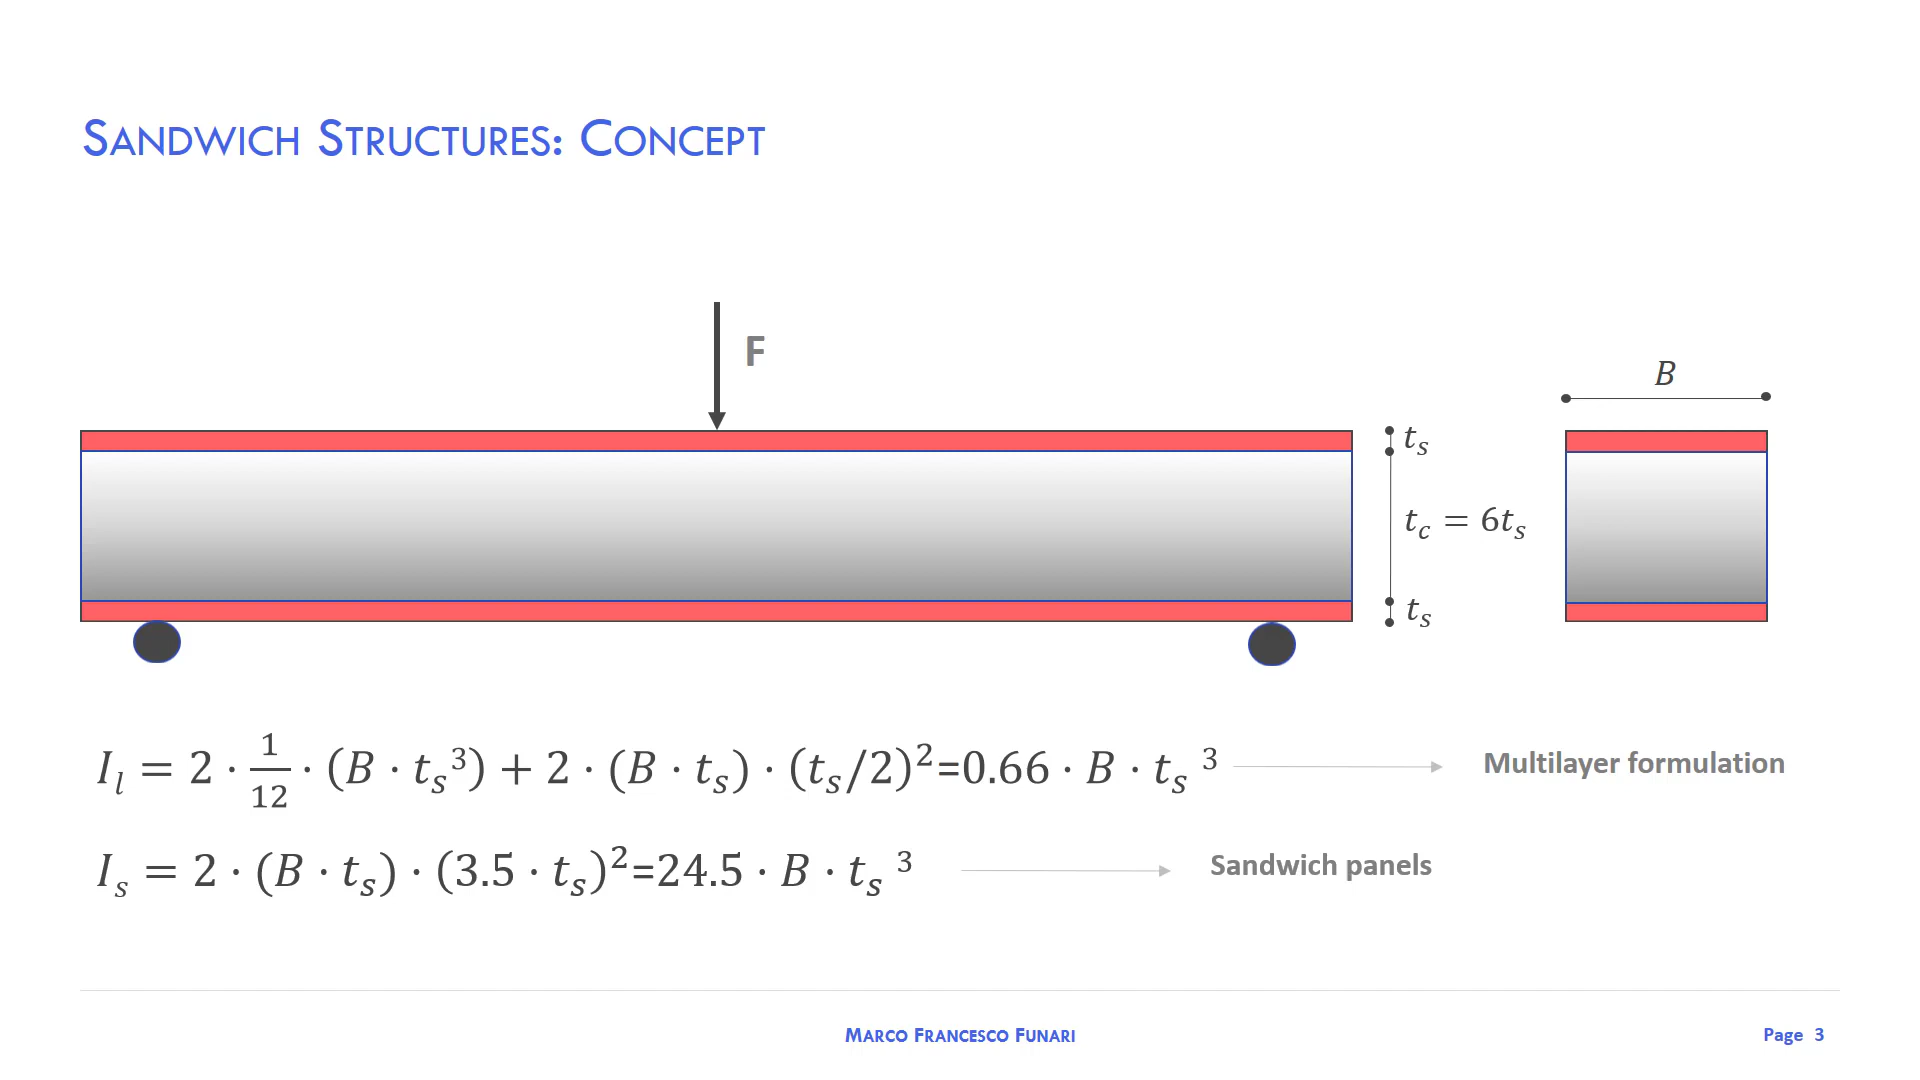 SANDWICH STRUCTURES: CONCEPT
F
B
t_s
t_c = 6t_s
t_s
I_l = 2 · 1/12 · (B · t_s³) + 2 · (B · t_s) · (t_s/2)²=0.66 · B · t_s ³
Multilayer formulation
I_s = 2 · (B · t_s) · (3.5 · t_s)²=24.5 · B · t_s ³
Sandwich panels
MARCO FRANCESCO FUNARI
Page 3